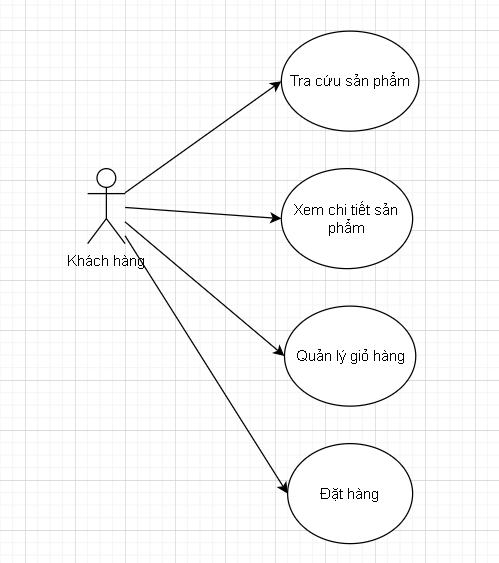 Tra cứu sản phẩm
Xem chi tiết sản
phẩm
Khách hàng
Quản lý giỏ hàng
Đặt hàng